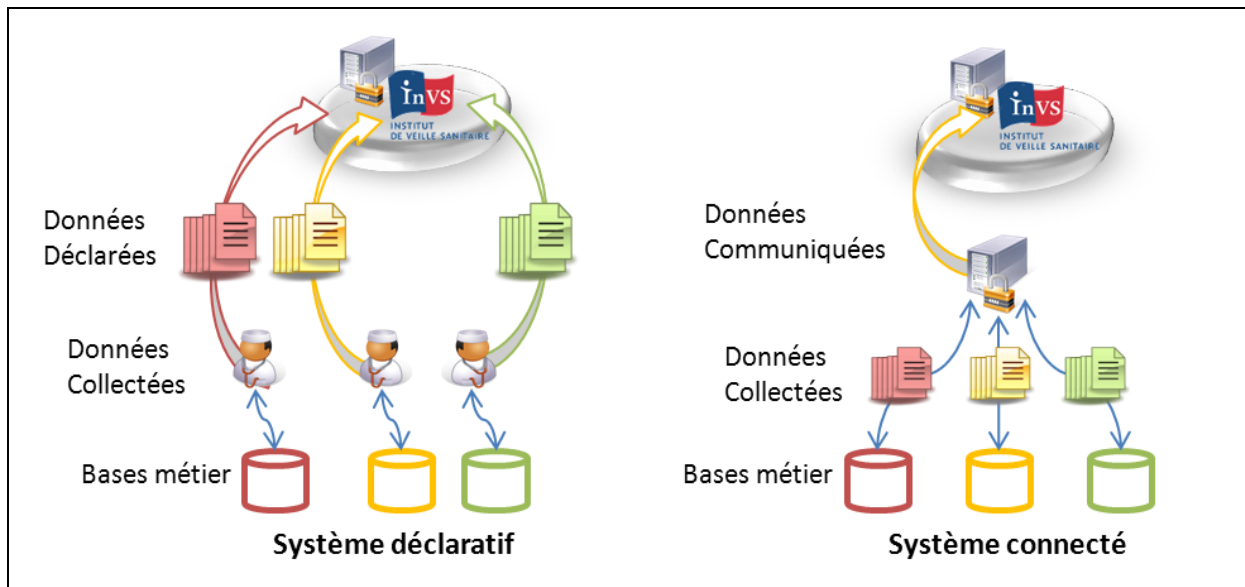 InVS
INSTITUT
DE VEILLE SANITAIRE
Données
Déclarées
Données
Collectées
Bases métier
Système déclaratif
InVS
INSTITUT
DE VEILLE SANITAIRE
Données
Communiquées
Données
Collectées
Bases métier
Système connecté